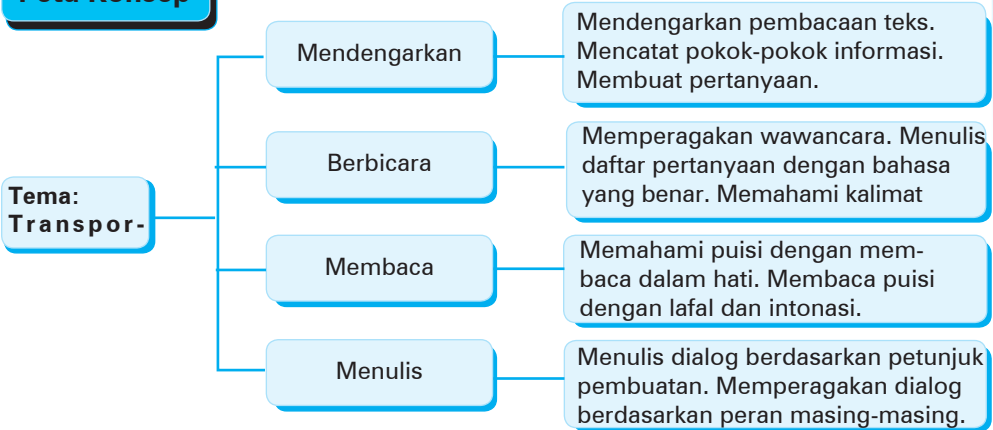 Peta Konsep
Mendengarkan
Mendengarkan pembacaan teks.
Mencatat pokok-pokok informasi.
Membuat pertanyaan.
Berbicara
Memperagakan wawancara. Menulis
daftar pertanyaan dengan bahasa
yang benar. Memahami kalimat
Tema:
Transpor-
Membaca
Memahami puisi dengan mem-
baca dalam hati. Membaca puisi
dengan lafal dan intonasi.
Menulis
Menulis dialog berdasarkan petunjuk
pembuatan. Memperagakan dialog
berdasarkan peran masing-masing.